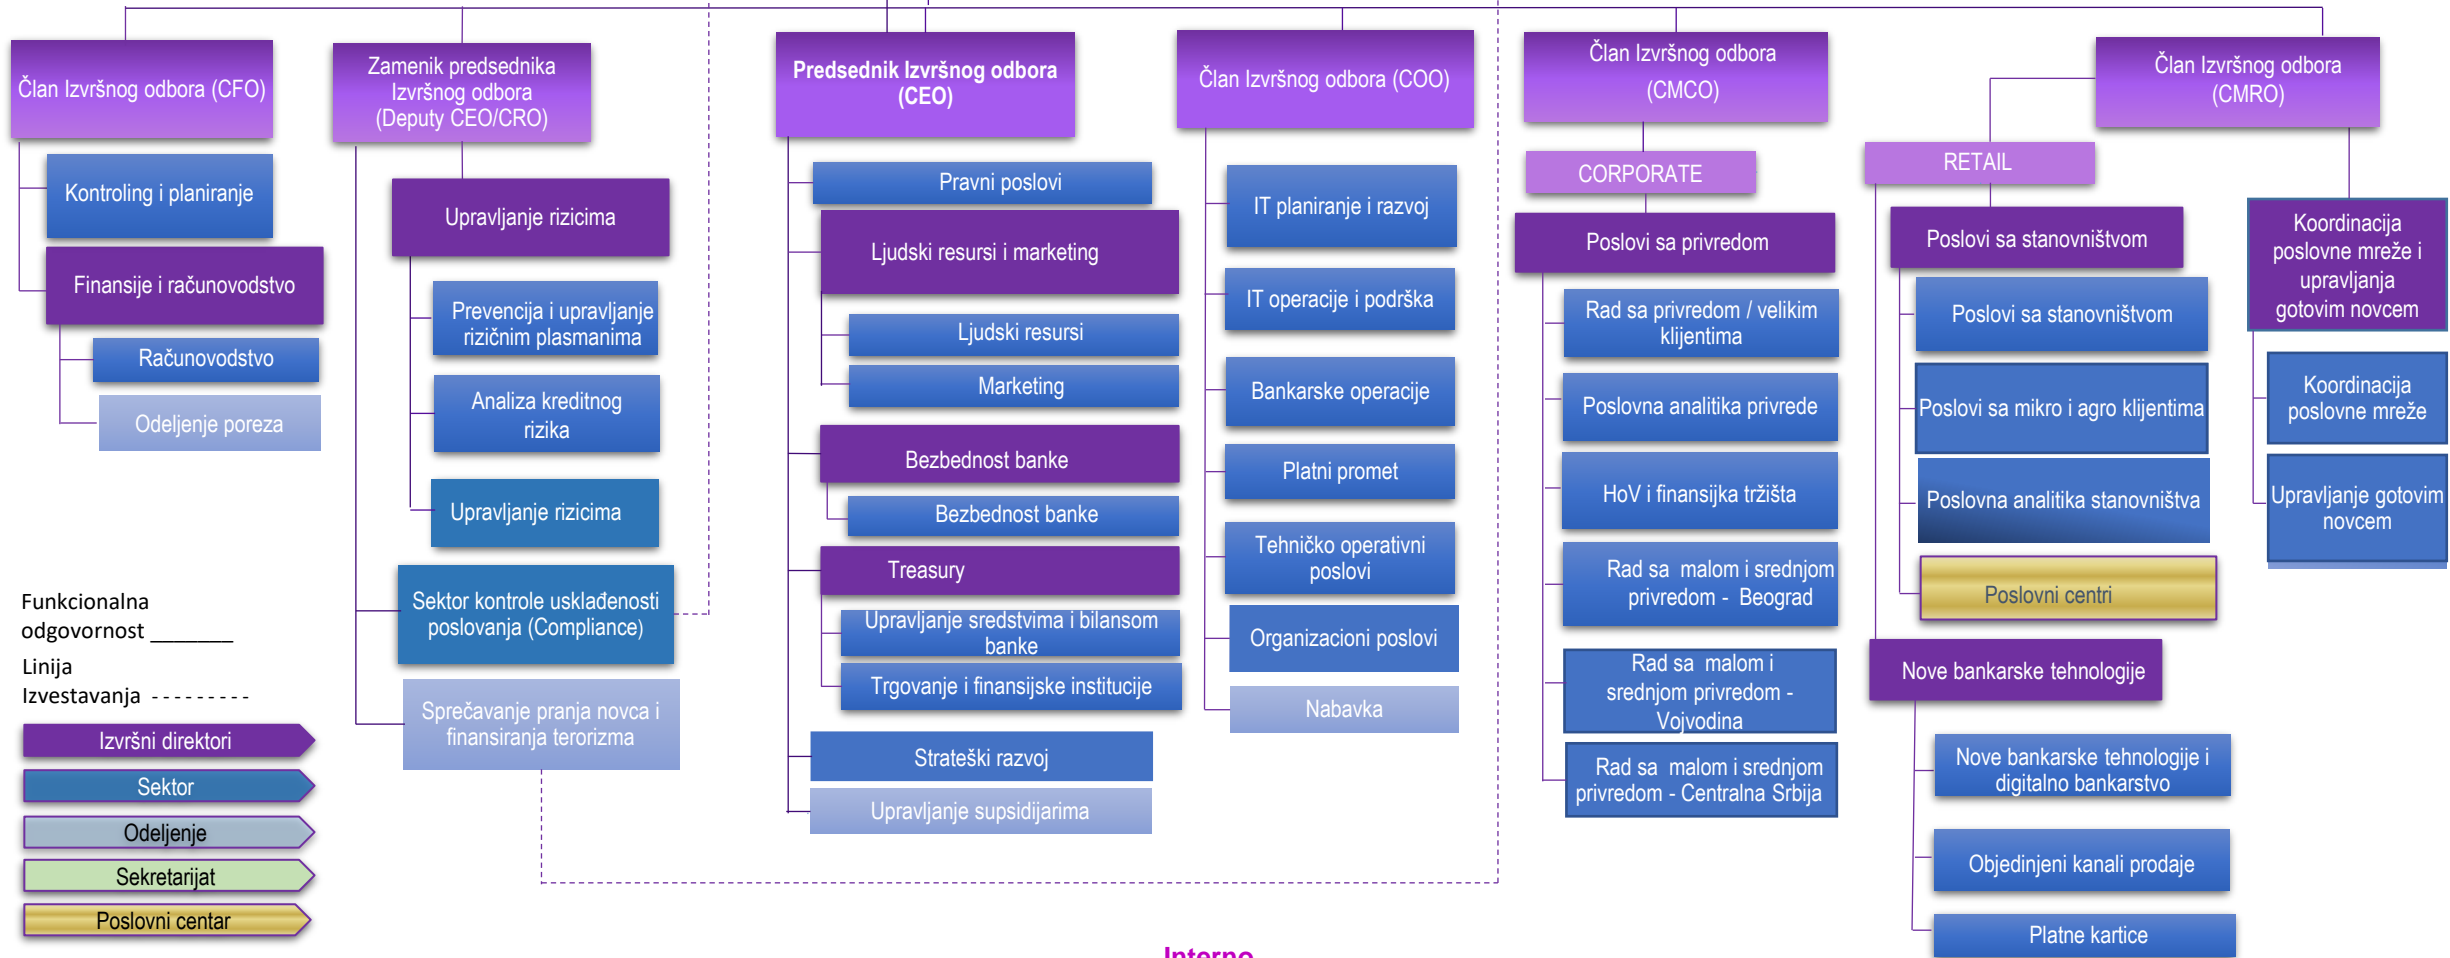 Član Izvršnog odbora (CFO)
Kontroling i planiranje
Finansije i računovodstvo
Računovodstvo
Odeljenje poreza
Zamenik predsednika
Izvršnog odbora
(Deputy CEO/CRO)
Upravljanje rizicima
Prevencija i upravljanje
rizičnim plasmanima
Analiza kreditnog
rizika
Upravljanje rizicima
Sektor kontrole usklađenosti
poslovanja (Compliance)
Sprečavanje pranja novca i
finansiranja terorizma
Predsednik Izvršnog odbora
(CEO)
Pravni poslovi
Ljudski resursi i marketing
Ljudski resursi
Marketing
Bezbednost banke
Bezbednost banke
Treasury
Upravljanje sredstvima i bilansom
banke
Trgovanje i finansijske institucije
Strateški razvoj
Upravljanje supsidijarima
Član Izvršnog odbora (COO)
IT planiranje i razvoj
IT operacije i podrška
Bankarske operacije
Platni promet
Tehničko operativni
poslovi
Organizacioni poslovi
Nabavka
Član Izvršnog odbora
(CMCO)
CORPORATE
Poslovi sa privredom
Rad sa privredom / velikim
klijentima
Poslovna analitika privrede
HoV i finansijka tržišta
Rad sa malom i srednjom
privredom - Beograd
Rad sa malom i
srednjom privredom -
Vojvodina
Rad sa malom i srednjom
privredom - Centralna Srbija
Član Izvršnog odbora
(CMRO)
RETAIL
Poslovi sa stanovništvom
Poslovi sa stanovništvom
Poslovi sa mikro i agro klijentima
Poslovna analitika stanovništva
Poslovni centri
Nove bankarske tehnologije
Nove bankarske tehnologije i
digitalno bankarstvo
Objedinjeni kanali prodaje
Platne kartice
Koordinacija
poslovne mreže i
upravljanja
gotovim novcem
Koordinacija
poslovne mreže
Upravljanje gotovim
novcem
Funkcionalna
odgovornost _______
Linija
Izvestavanja - - - - - - - - -
Izvršni direktori
Sektor
Odeljenje
Sekretarijat
Poslovni centar
Interno